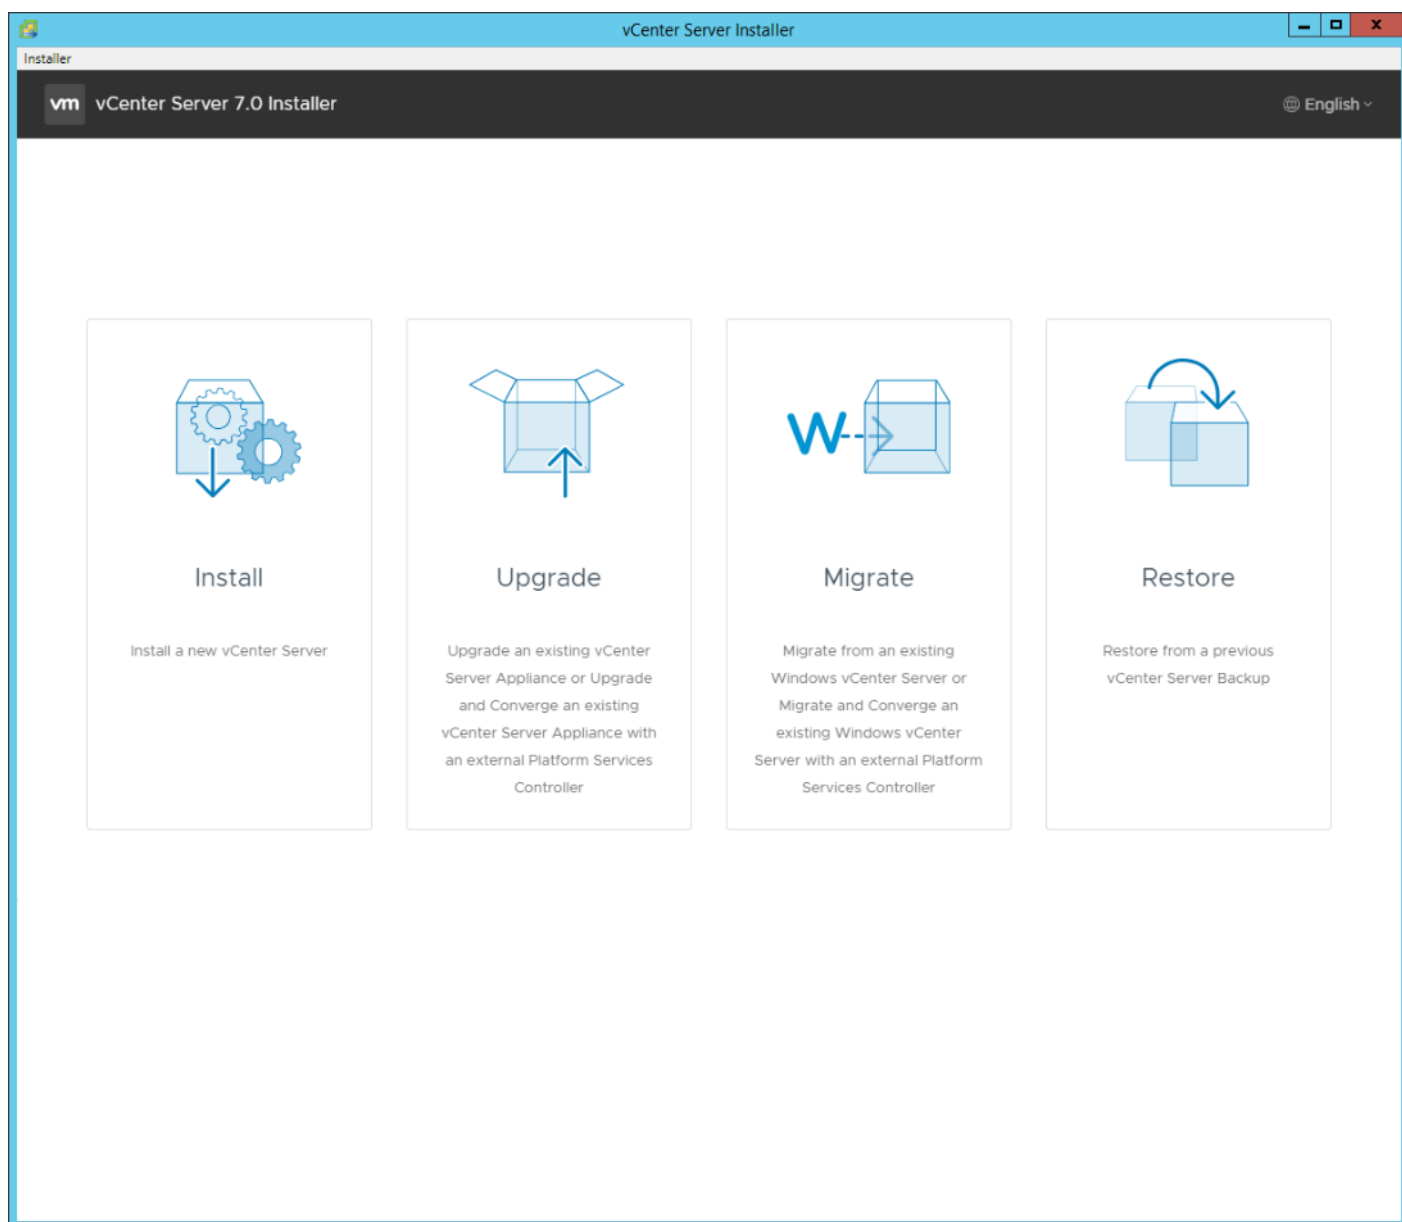 vCenter Server Installer
Installer
vm vCenter Server 7.0 Installer
English
Install
Install a new vCenter Server
Upgrade
Upgrade an existing vCenter
Server Appliance or Upgrade
and Converge an existing
vCenter Server Appliance with
an external Platform Services
Controller
W
Migrate
Migrate from an existing
Windows vCenter Server or
Migrate and Converge an
existing Windows vCenter
Server with an external Platform
Services Controller
Restore
Restore from a previous
vCenter Server Backup